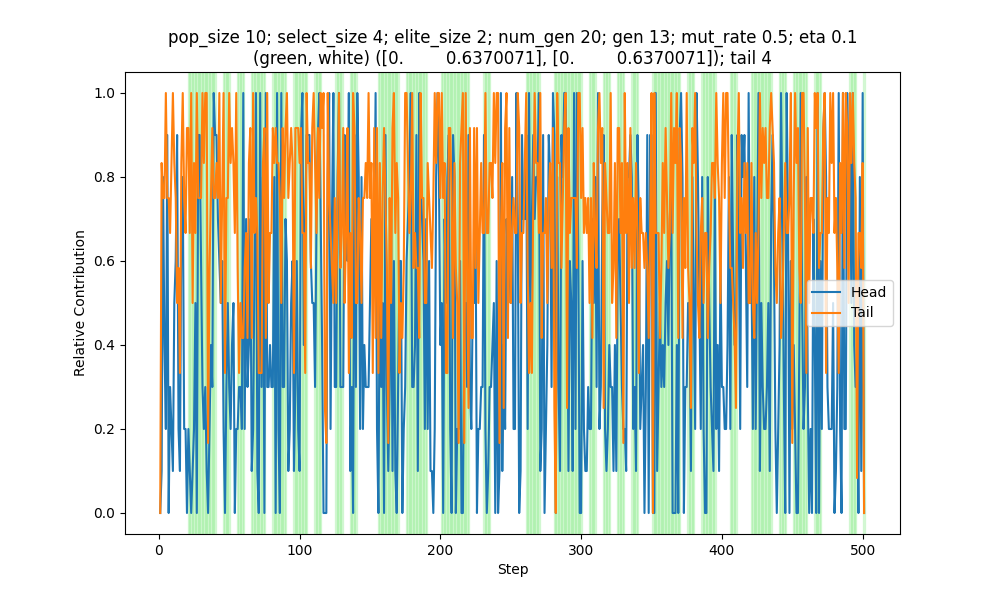 pop_size 10; select_size 4; elite_size 2; num_gen 20; gen 13; mut_rate 0.5; eta 0.1
(green, white) ([0.         0.6370071], [0.         0.6370071]); tail 4
1.0
0.8
0.6
0.4
0.2
0.0
Relative Contribution
Head
Tail
0
100
200
300
400
500
Step